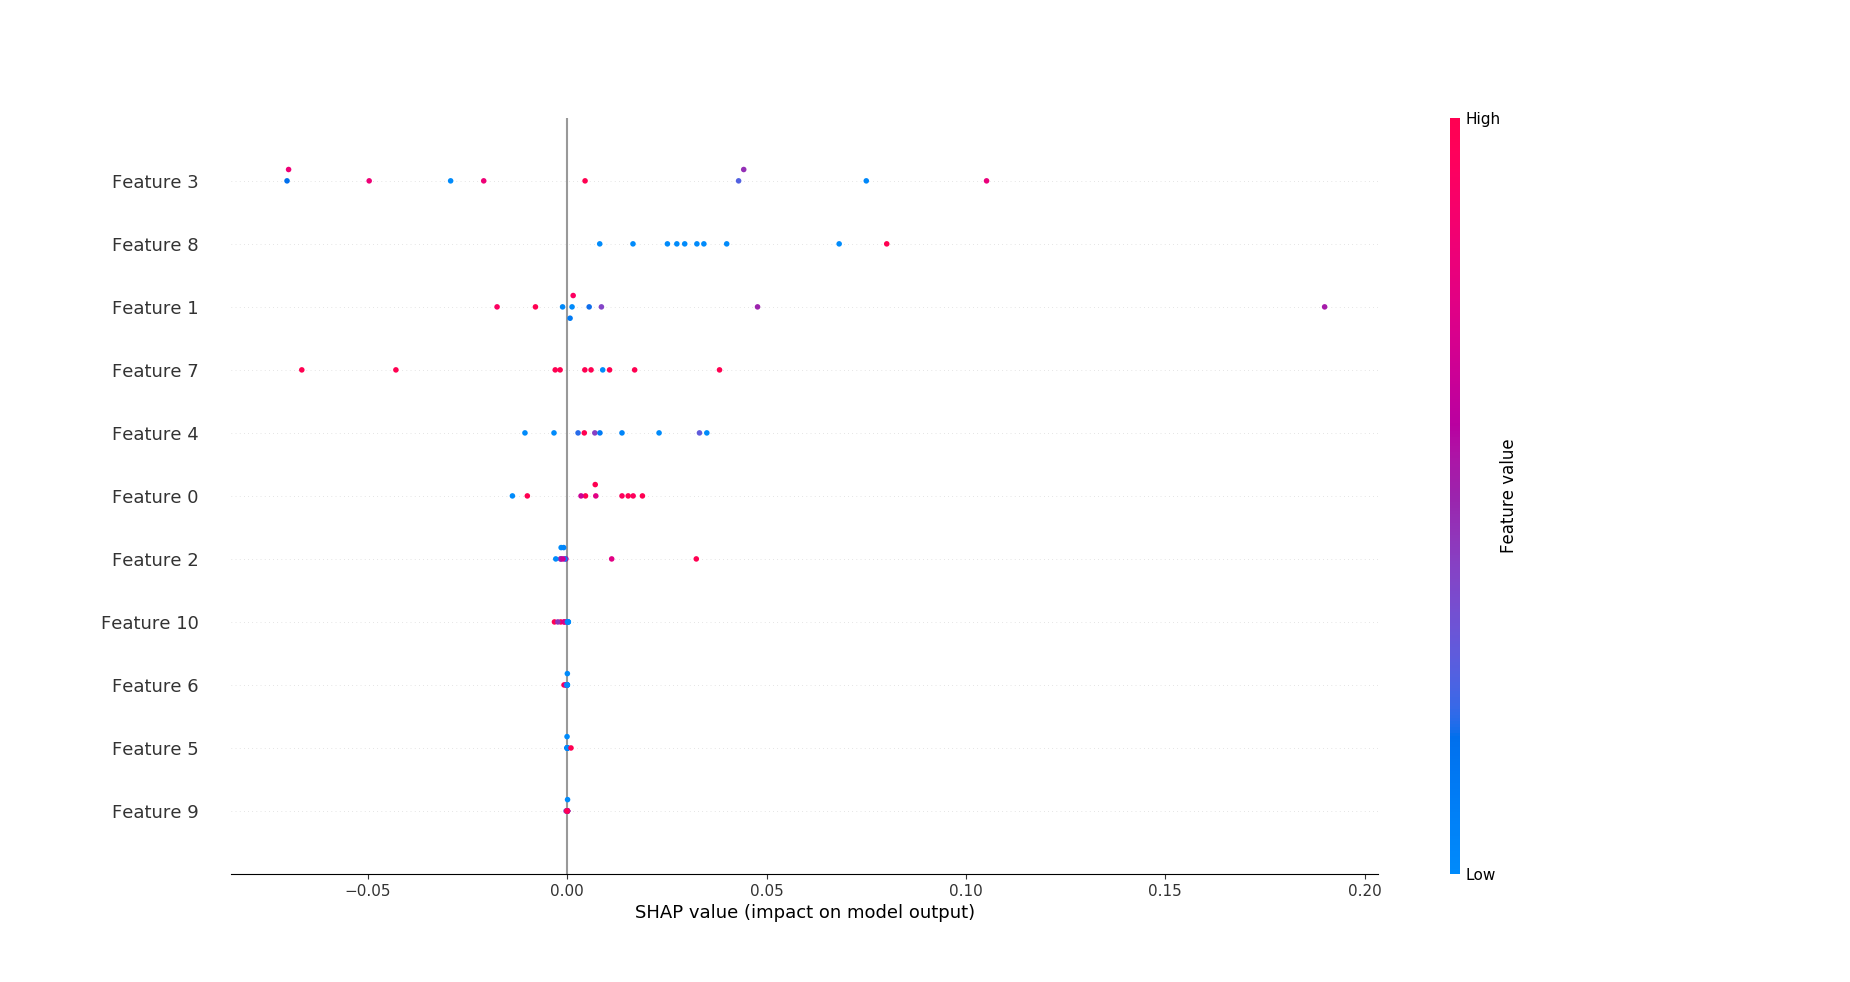 High
Feature 3
Feature 8
Feature 1
Feature 7
Feature 4
Feature 0
Feature 2
Feature 10
Feature 6
Feature 5
Feature 9
Feature value
Low
−0.05 0.00 0.05 0.10 0.15 0.20
SHAP value (impact on model output)